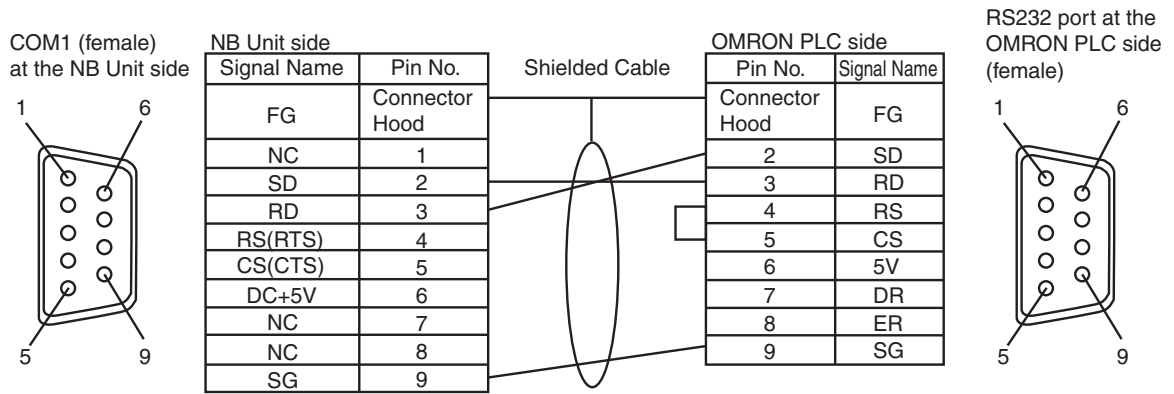 COM1 (female)
at the NB Unit side
1
6
5
9
NB Unit side
Signal Name Pin No.
FG Connector Hood
NC 1
SD 2
RD 3
RS(RTS) 4
CS(CTS) 5
DC+5V 6
NC 7
NC 8
SG 9
Shielded Cable
OMRON PLC side
Pin No. Signal Name
Connector Hood FG
2 SD
3 RD
4 RS
5 CS
6 5V
7 DR
8 ER
9 SG
RS232 port at the
OMRON PLC side
(female)
1
6
5
9